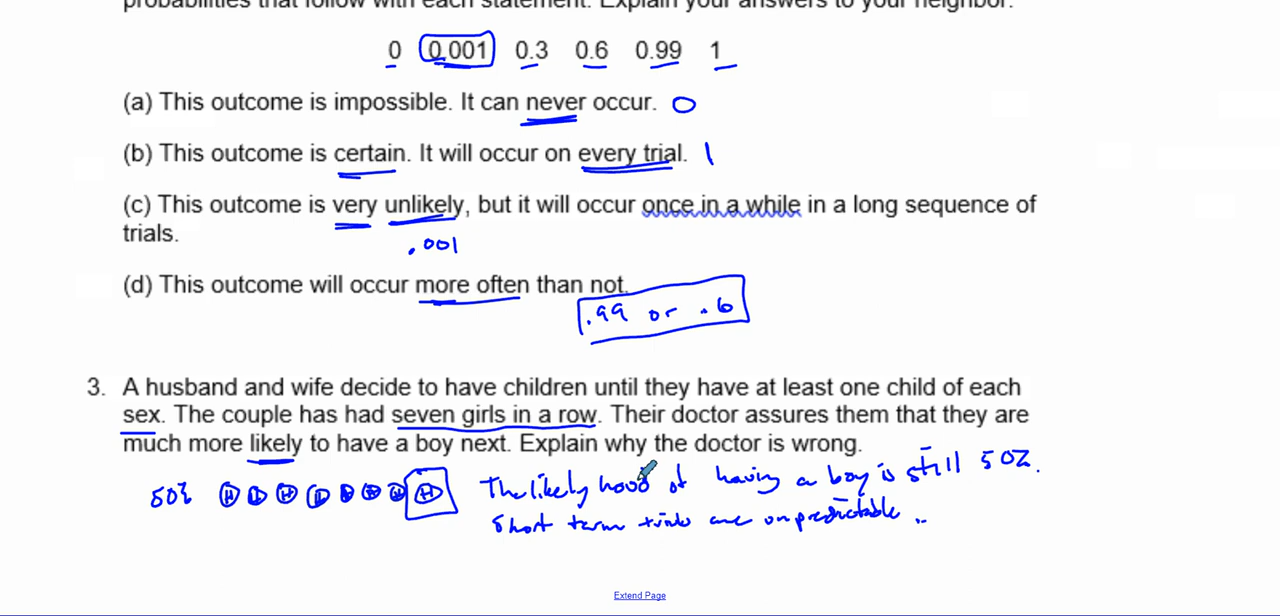 probabilities that follow with each statement. Explain your answers to your neighbor.
0 0.001 0.3 0.6 0.99 1
(a) This outcome is impossible. It can never occur. 0
(b) This outcome is certain. It will occur on every trial. 1
(c) This outcome is very unlikely, but it will occur once in a while in a long sequence of
trials.
.001
(d) This outcome will occur more often than not.
.99 or .6
3. A husband and wife decide to have children until they have at least one child of each
sex. The couple has had seven girls in a row. Their doctor assures them that they are
much more likely to have a boy next. Explain why the doctor is wrong.
50% The likely hood of having a boy is still 50%.
Short term are unpredictable
Extend Page